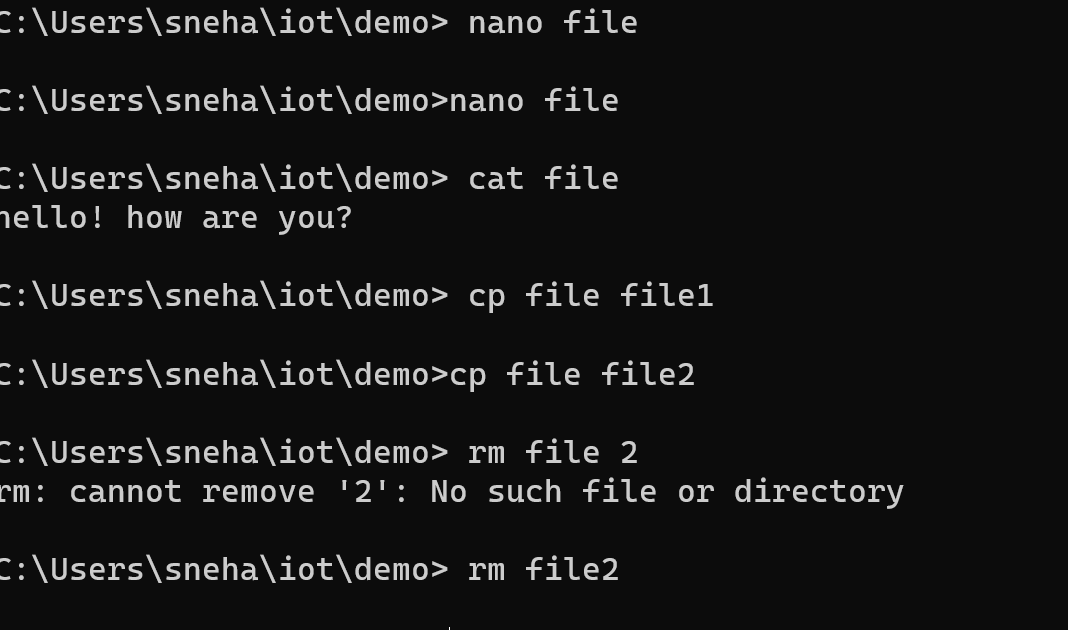 C:\Users\sneha\iot\demo> nano file
C:\Users\sneha\iot\demo>nano file
C:\Users\sneha\iot\demo> cat file
hello! how are you?
C:\Users\sneha\iot\demo> cp file file1
C:\Users\sneha\iot\demo>cp file file2
C:\Users\sneha\iot\demo> rm file 2
rm: cannot remove '2': No such file or directory
C:\Users\sneha\iot\demo> rm file2